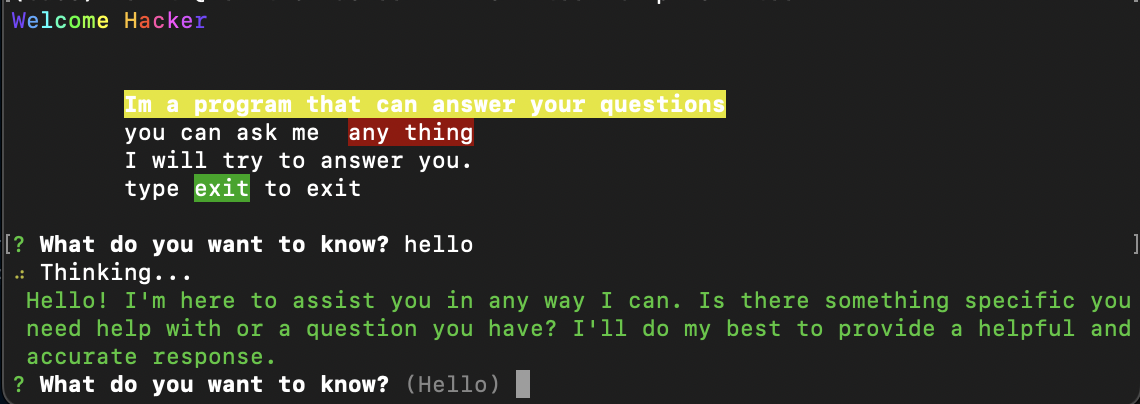 Welcome Hacker
Im a program that can answer your questions
you can ask me any thing
I will try to answer you.
type exit to exit
[? What do you want to know? hello ]
⠴ Thinking...
Hello! I'm here to assist you in any way I can. Is there something specific you
need help with or a question you have? I'll do my best to provide a helpful and
accurate response.
? What do you want to know? (Hello)